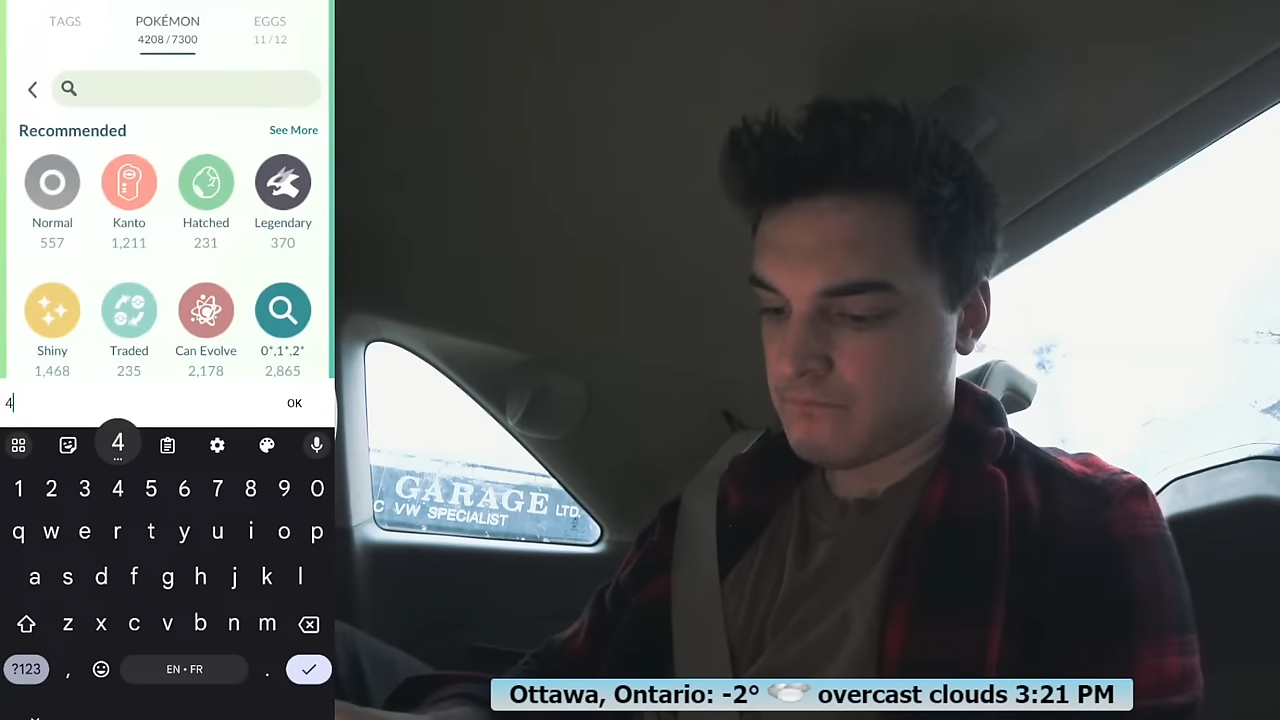 TAGS
POKÉMON
EGGS
4208/7300
11/12
Recommended
See More
Normal
Kanto
Hatched
Legendary
557
1,211
231
370
Shiny
Traded
Can Evolve
0*,1*,2*
1,468
235
2,178
2,865
4
OK
4
1 2 3 4 5 6 7 8 9 0
q w e r t y u i o p
a s d f g h j k l
z x c v b n m
?123 , EN • FR .
GARAGE LTD.
C VW SPECIALIST
Ottawa, Ontario: -2° overcast clouds 3:21 PM